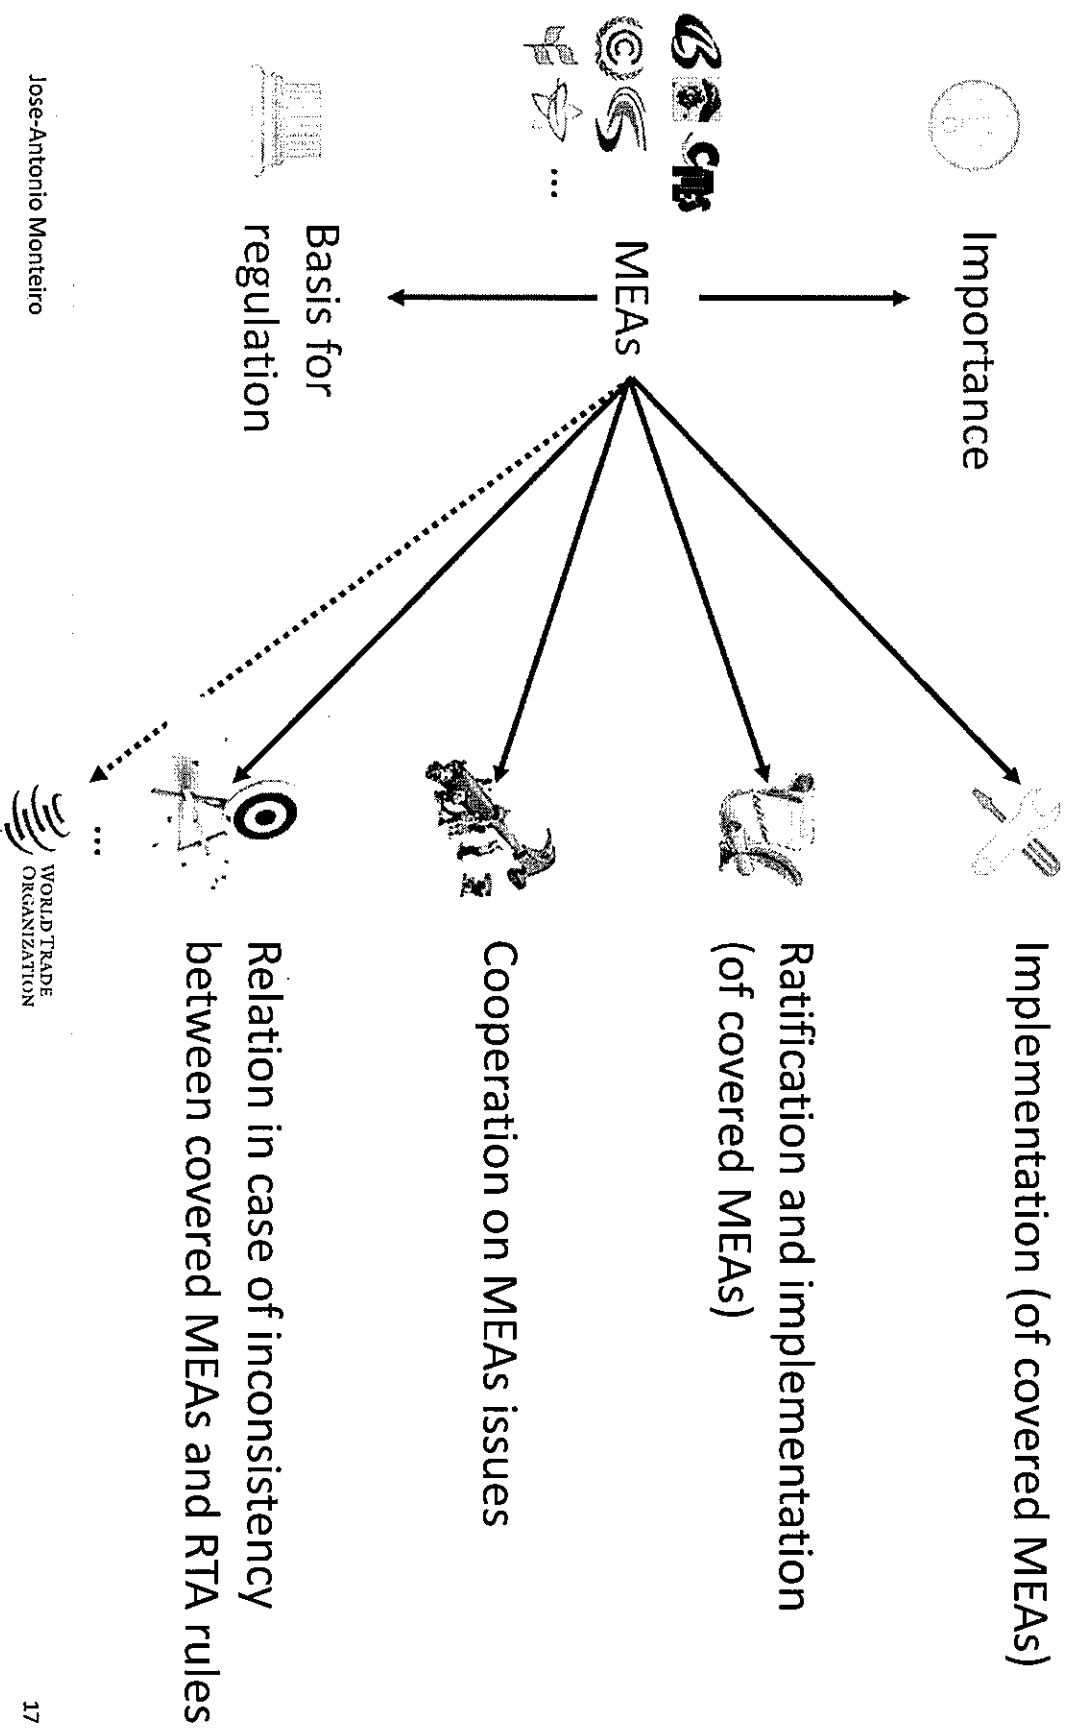 Importance
MEAs
...
Basis for
regulation
Implementation (of covered MEAs)
Ratification and implementation
(of covered MEAs)
Cooperation on MEAs issues
Relation in case of inconsistency
between covered MEAs and RTA rules
...
Jose-Antonio Monteiro
WORLD TRADE
ORGANIZATION
17
CITES